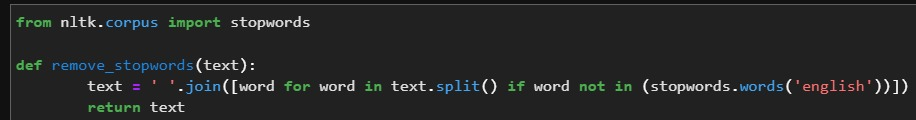 from nltk.corpus import stopwords
def remove_stopwords(text):
text = ' '.join([word for word in text.split() if word not in (stopwords.words('english'))])
return text